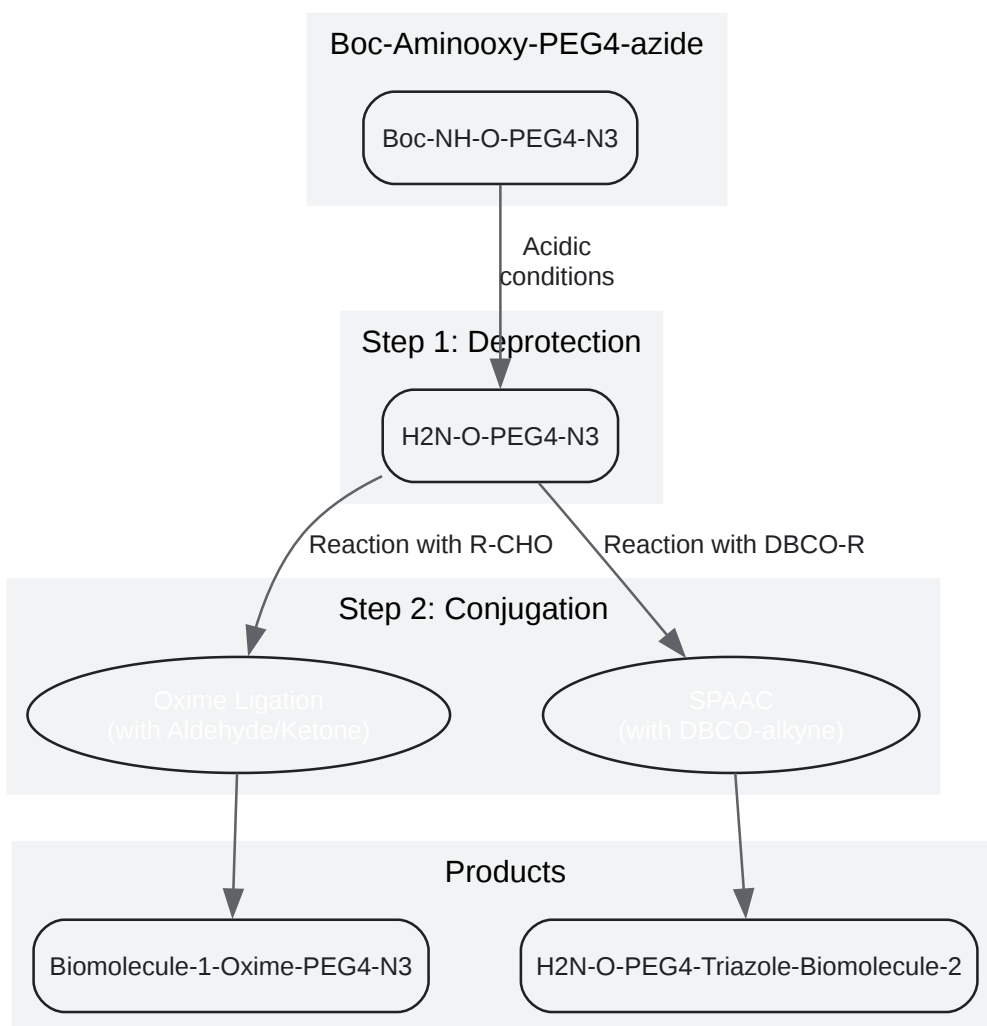 Boc-Aminooxy-PEG4-azide
Boc-NH-O-PEG4-N3
Acidic
conditions
Step 1: Deprotection
H2N-O-PEG4-N3
Reaction with R-CHO
Reaction with DBCO-R
Step 2: Conjugation
Oxime Ligation
(with Aldehyde/Ketone)
SPAAC
(with DBCO-alkyne)
Products
Biomolecule-1-Oxime-PEG4-N3
H2N-O-PEG4-Triazole-Biomolecule-2